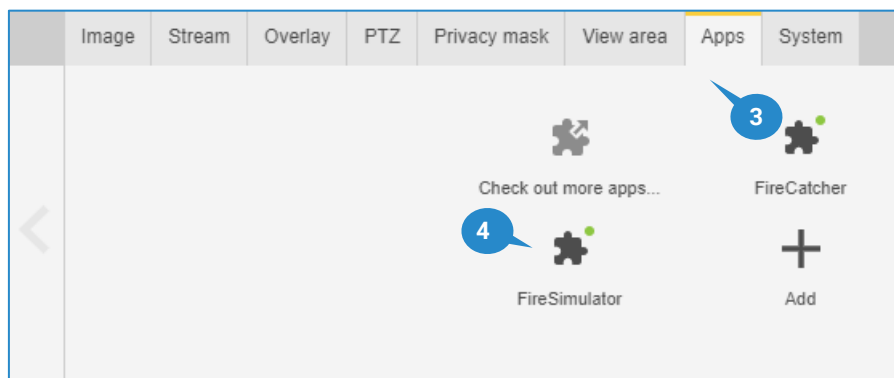 Image Stream Overlay PTZ Privacy mask View area Apps System
3
Check out more apps... FireCatcher
4
FireSimulator Add